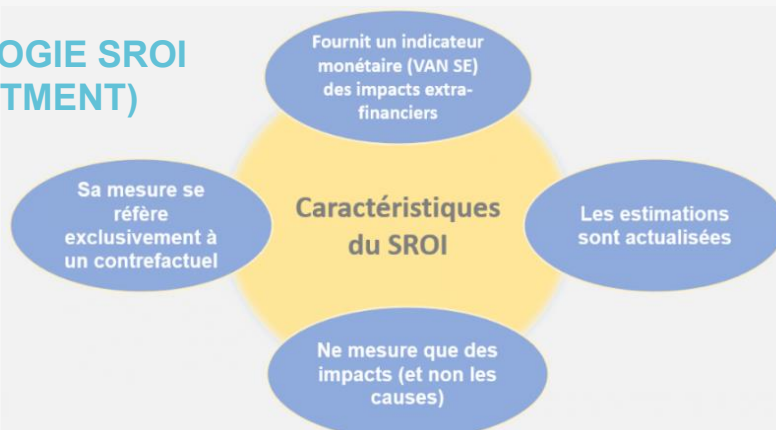 OGIE SROI
TMENT)
Fournit un indicateur
monétaire (VAN SE)
des impacts extra-
financiers
Sa mesure se
réfère
exclusivement à
un contrefactuel
Caractéristiques
du SROI
Les estimations
sont actualisées
Ne mesure que des
impacts (et non les
causes)